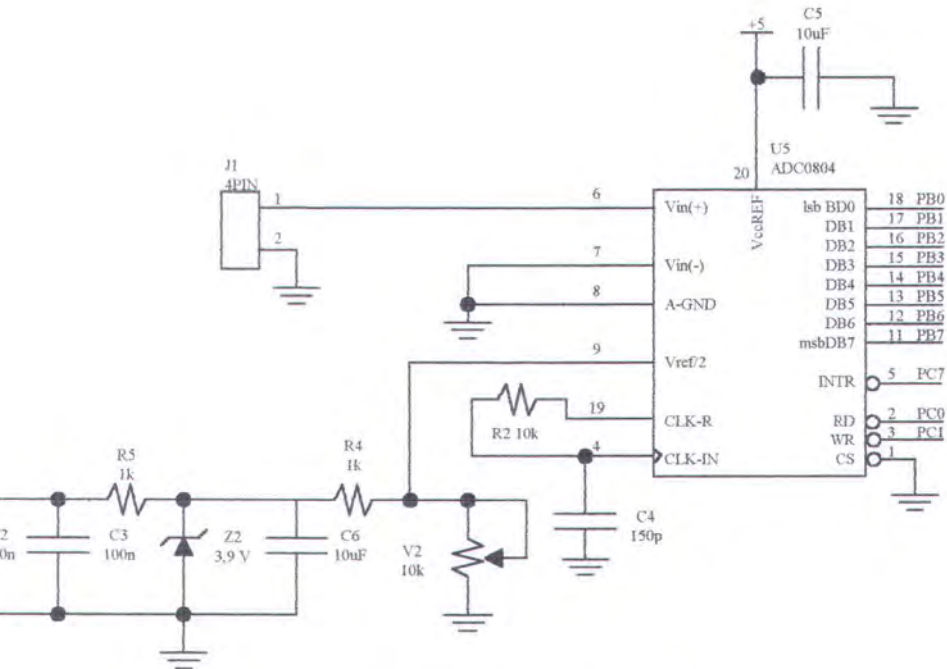 C5
10uF
+5
U5
ADC0804
20
J1
4PIN
1
2
6
7
8
9
19
4
Vin(+)
Vin(-)
A-GND
Vref/2
CLK-R
CLK-IN
VccREF
lsb BD0
DB1
DB2
DB3
DB4
DB5
DB6
msbDB7
INTR
RD
WR
CS
18 PB0
17 PB1
16 PB2
15 PB3
14 PB4
13 PB5
12 PB6
11 PB7
5 PC7
2 PC0
3 PC1
1
R2 10k
C4
150p
R5
1k
R4
1k
C3
100n
Z2
3,9 V
C6
10uF
V2
10k